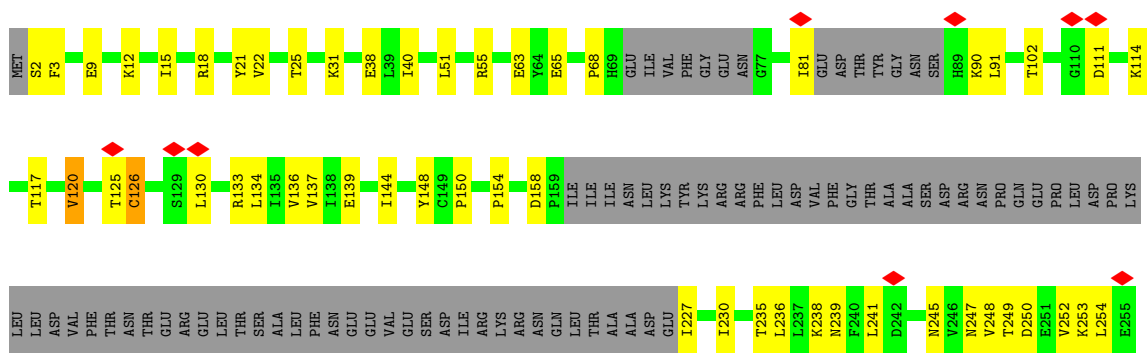 MET S2 F3 E9 K12 I15 R18 Y21 V22 T25 K31 E38 L39 I40 L51 R55 E63 Y64 E65 P68 H69 GLU ILE VAL PHE GLY GLU ASN G77 I81 GLU ASP THR TYR GLY ASN SER H89 K90 L91 T102 G110 D111 K114
T117 V120 T125 C126 S129 L130 R133 L134 I135 V136 V137 I138 E139 I144 Y148 C149 P150 P154 D158 P159 ILE ILE ILE ASN LEU LYS TYR LYS ARG ARG PHE LEU ASP VAL PHE GLY THR ALA ALA SER ASP ARG ASN PRO GLN GLU PRO LEU ASP PRO LYS
LEU LEU ASP VAL PHE THR ASN THR GLU ARG GLU LEU THR SER ALA LEU PHE ASN GLU GLU VAL GLU SER ASP ILE ARG LYS ARG ASN GLN LEU THR ALA ALA ASP GLU I227 I230 T235 L236 L237 K238 N239 F240 L241 D242 N245 V246 N247 V248 T249 D250 E251 V252 K253 L254 E255